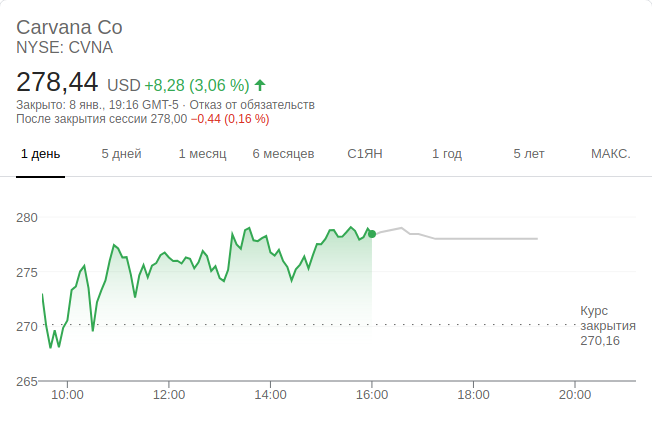 Carvana Co
NYSE: CVNA
278,44 USD +8,28 (3,06 %)
Закрыто: 8 янв., 19:16 GMT-5 · Отказ от обязательств
После закрытия сессии 278,00 −0,44 (0,16 %)
1 день 5 дней 1 месяц 6 месяцев С1ЯН 1 год 5 лет МАКС.
280
275
270
265
Курс
закрытия
270,16
10:00 12:00 14:00 16:00 18:00 20:00